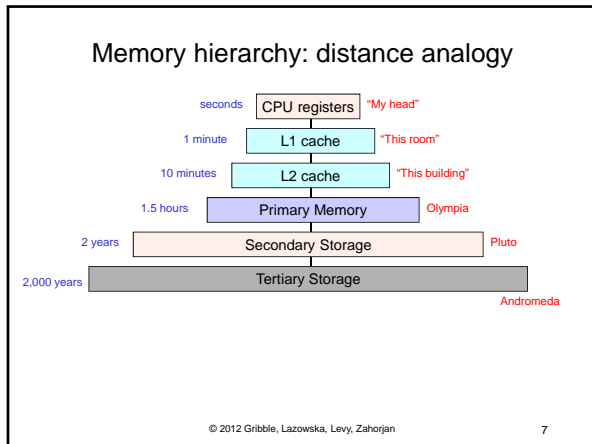 Memory hierarchy: distance analogy
seconds CPU registers “My head”
1 minute L1 cache “This room”
10 minutes L2 cache “This building”
1.5 hours Primary Memory Olympia
2 years Secondary Storage Pluto
2,000 years Tertiary Storage
Andromeda
© 2012 Gribble, Lazowska, Levy, Zahorjan 7